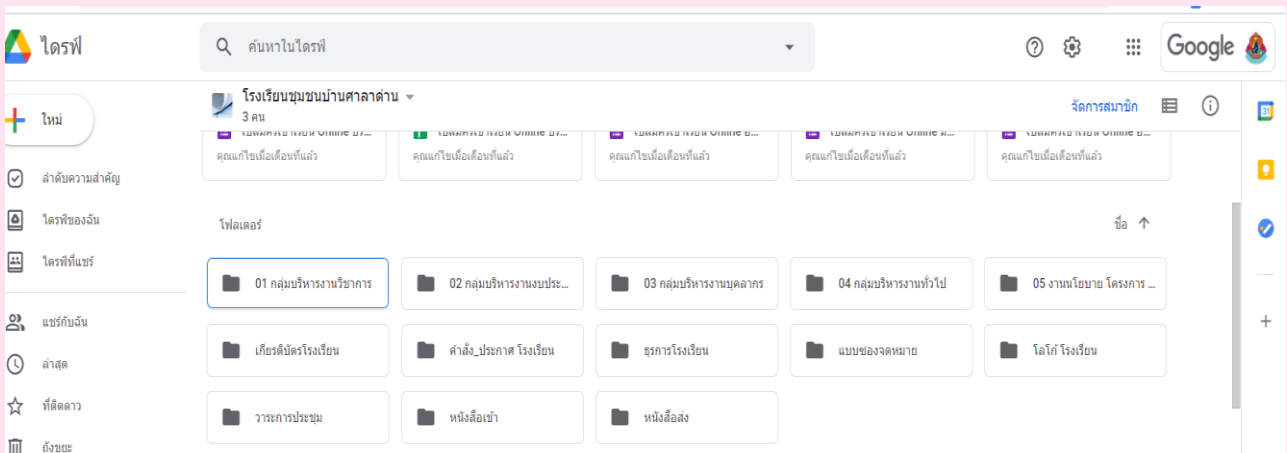 ไดรฟ์
ค้นหาในไดรฟ์
Google
ใหม่
โรงเรียนชุมชนบ้านศาลาด่าน
3 คน
จัดการสมาชิก
31
คุณแก้ไขเมื่อเดือนที่แล้ว
คุณแก้ไขเมื่อเดือนที่แล้ว
คุณแก้ไขเมื่อเดือนที่แล้ว
คุณแก้ไขเมื่อเดือนที่แล้ว
คุณแก้ไขเมื่อเดือนที่แล้ว
ลำดับความสำคัญ
ไดรฟ์ของฉัน
ไดรฟ์ที่แชร์
แชร์กับฉัน
ล่าสุด
ที่ติดดาว
ถังขยะ
โฟลเดอร์
ชื่อ
01 กลุ่มบริหารงานวิชาการ
02 กลุ่มบริหารงานงบประ...
03 กลุ่มบริหารงานบุคลากร
04 กลุ่มบริหารงานทั่วไป
05 งานนโยบาย โครงการ ...
เกียรติบัตรโรงเรียน
คำสั่ง_ประกาศ โรงเรียน
ธุรการโรงเรียน
แบบซองจดหมาย
โลโก้ โรงเรียน
วาระการประชุม
หนังสือเข้า
หนังสือส่ง